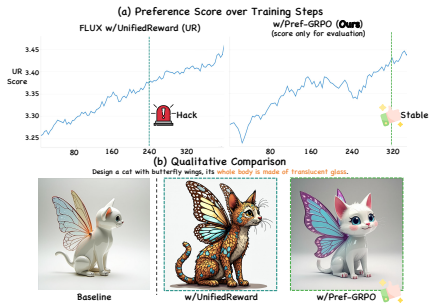 (a) Preference Score over Training Steps
FLUX w/UnifiedReward (UR)
w/Pref-GRPO (Ours)
(score only for evaluation)
UR
Score
3.45
3.40
3.35
3.30
3.25
Hack
Stable
80
160
240
320
80
160
240
320
(b) Qualitative Comparison
Design a cat with butterfly wings, its whole body is made of translucent glass.
Baseline
w/UnifiedReward
w/Pref-GRPO